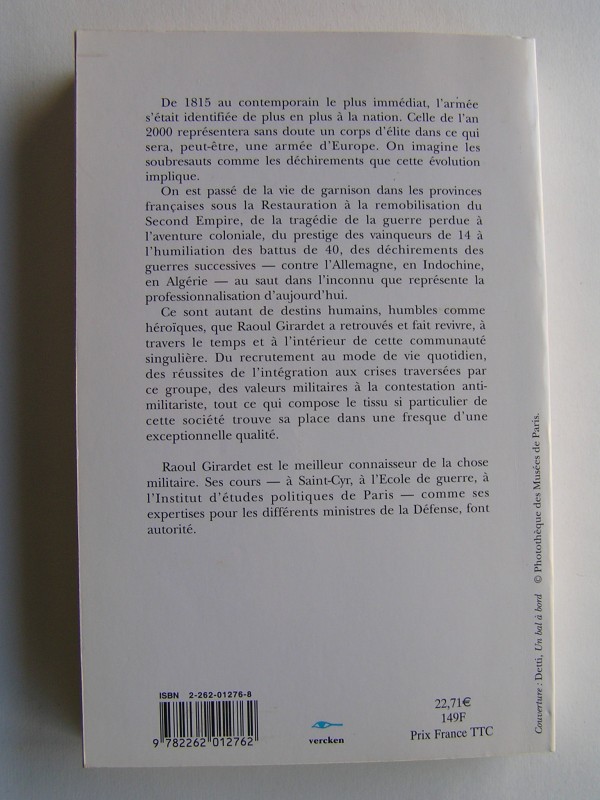 De 1815 au contemporain le plus immédiat, l'armée
s'était identifiée de plus en plus à la nation. Celle de l'an
2000 représentera sans doute un corps d'élite dans ce qui
sera, peut-être, une armée d'Europe. On imagine les
soubresauts comme les déchirements que cette évolution
implique.
On est passé de la vie de garnison dans les provinces
françaises sous la Restauration à la remobilisation du
Second Empire, de la tragédie de la guerre perdue à
l'aventure coloniale, du prestige des vainqueurs de 14 à
l'humiliation des battus de 40, des déchirements des
guerres successives — contre l'Allemagne, en Indochine,
en Algérie — au saut dans l'inconnu que représente la
professionnalisation d'aujourd'hui.
Ce sont autant de destins humains, humbles comme
héroïques, que Raoul Girardet a retrouvés et fait revivre, à
travers le temps et à l'intérieur de cette communauté
singulière. Du recrutement au mode de vie quotidien,
des réussites de l'intégration aux crises traversées par
ce groupe, des valeurs militaires à la contestation anti-
militariste, tout ce qui compose le tissu si particulier de
cette société trouve sa place dans une fresque d'une
exceptionnelle qualité.
Raoul Girardet est le meilleur connaisseur de la chose
militaire. Ses cours — à Saint-Cyr, à l'Ecole de guerre, à
l'Institut d'études politiques de Paris — comme ses
expertises pour les différents ministres de la Défense, font
autorité.
Couverture : Detti, Un bal à bord © Photothèque des Musées de Paris.
ISBN 2-262-01276-8
9 782262 012762
vercken
22,71€
149F
Prix France TTC